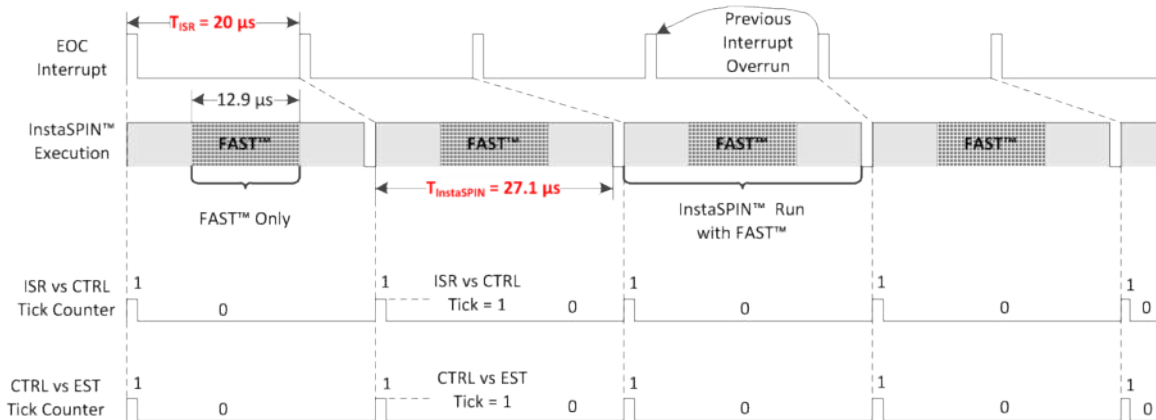 T_ISR = 20 µs
EOC
Interrupt
Previous
Interrupt
Overrun
12.9 µs
InstaSPIN™
Execution
FAST™
FAST™
FAST™
FAST™
FAST™ Only
T_InstaSPIN = 27.1 µs
InstaSPIN™ Run
with FAST™
ISR vs CTRL
Tick Counter
1
0
1
ISR vs CTRL
Tick = 1
0
1
0
1
0
1
0
CTRL vs EST
Tick Counter
1
0
1
CTRL vs EST
Tick = 1
0
1
0
1
0
1
0